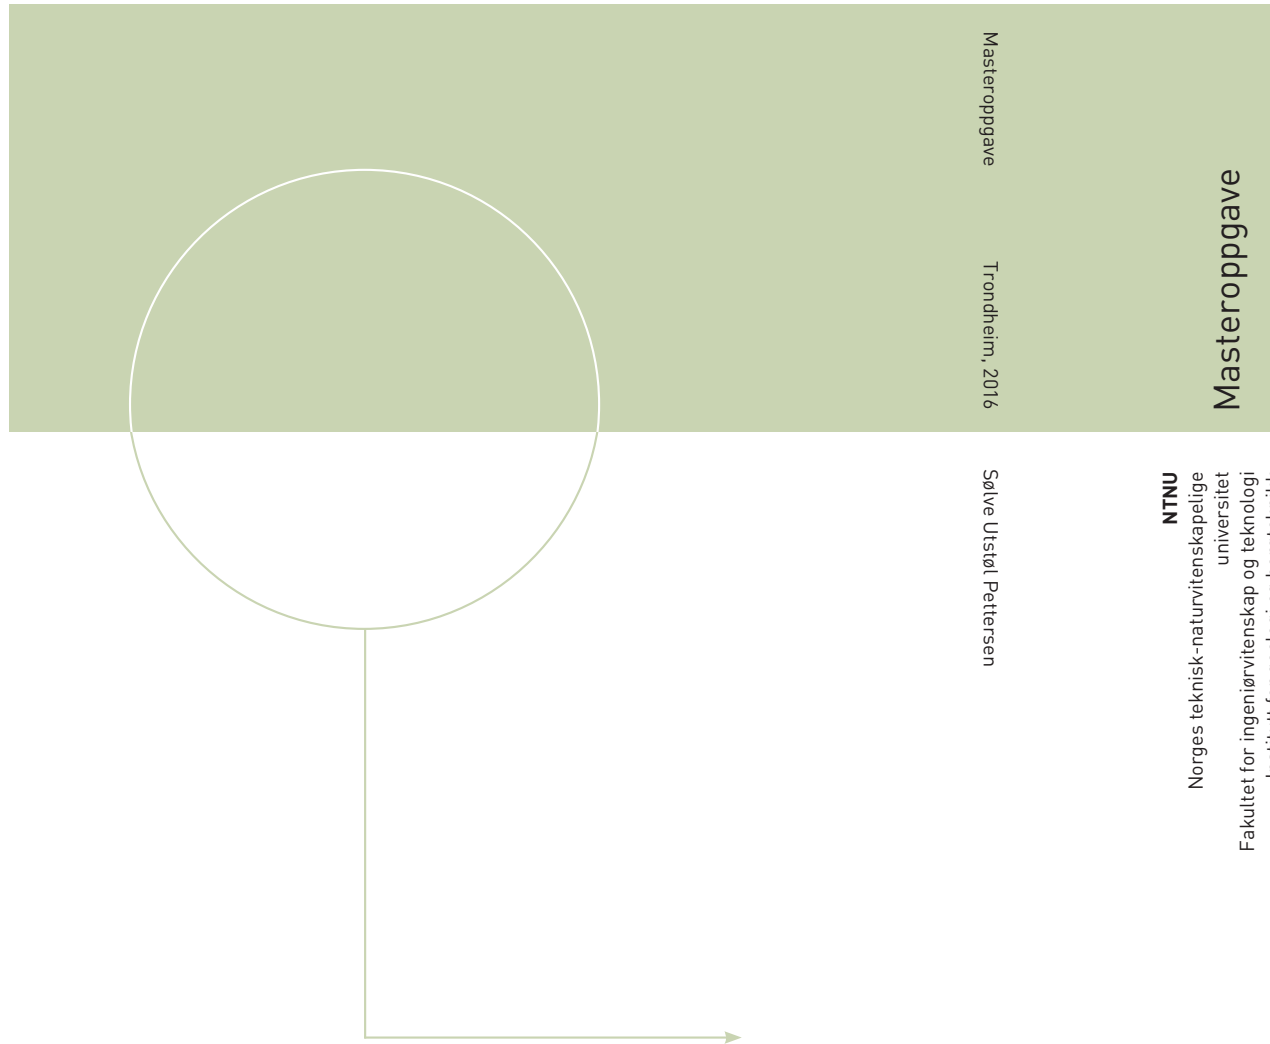 Masteroppgave
Trondheim, 2016
Sølve Utstøl Pettersen
NTNU
Norges teknisk-naturvitenskapelige
universitet
Fakultet for ingeniørvitenskap og teknologi
Masteroppgave